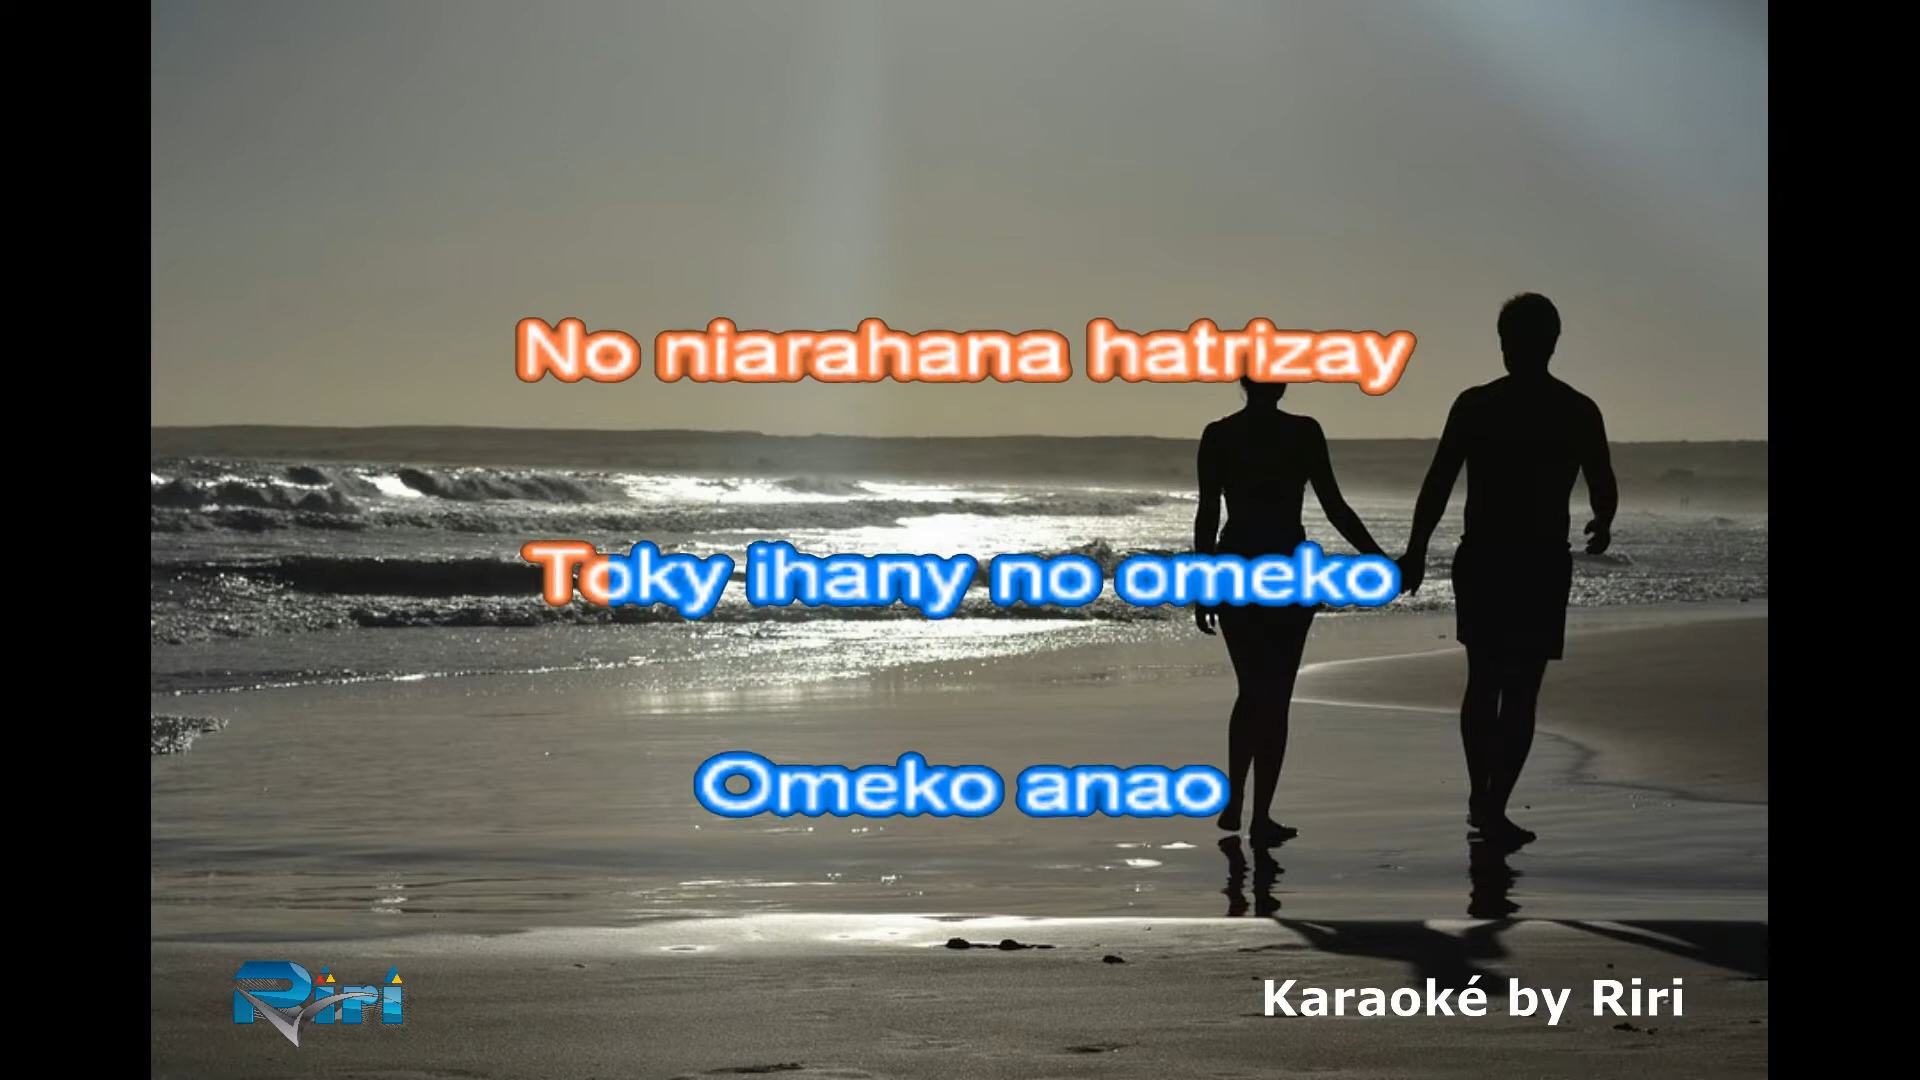 No niarahana hatrizay
Toky ihany no omeko
Omeko anao
Riri
Karaoké by Riri